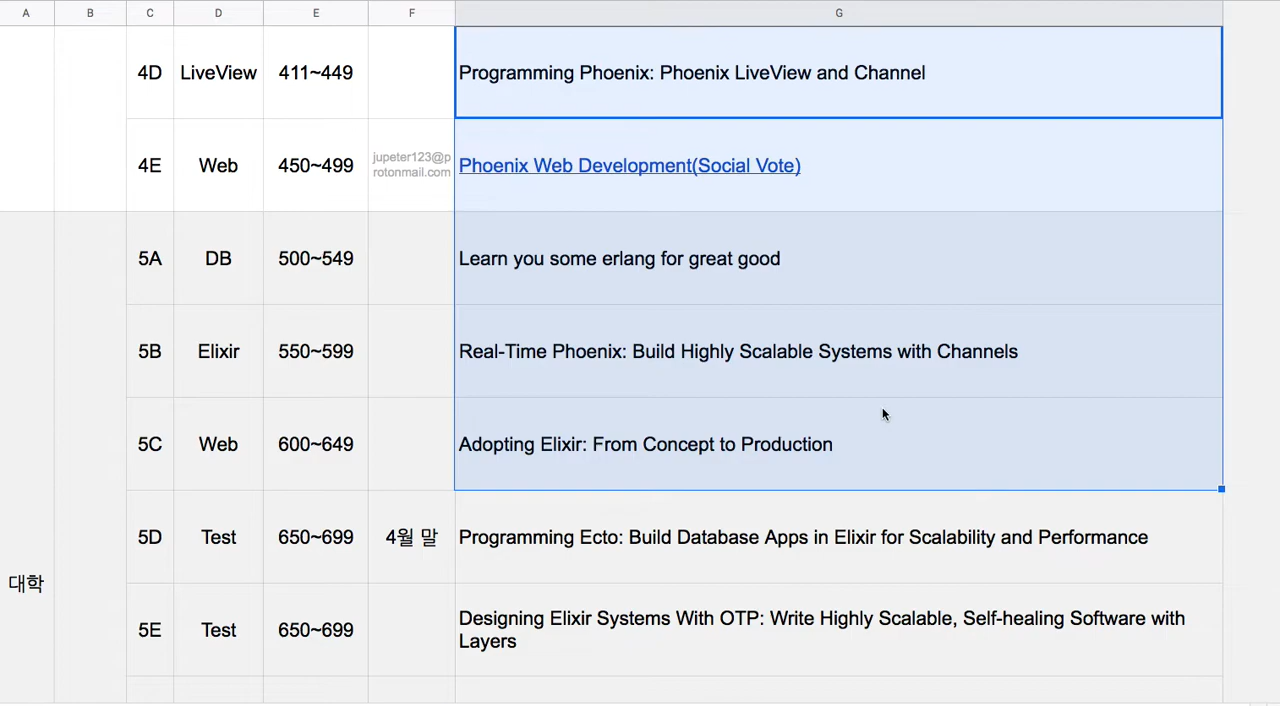 A B C D E F G
4D LiveView 411~449 Programming Phoenix: Phoenix LiveView and Channel
4E Web 450~499 jupeter123@p
rotonmail.com Phoenix Web Development(Social Vote)
5A DB 500~549 Learn you some erlang for great good
5B Elixir 550~599 Real-Time Phoenix: Build Highly Scalable Systems with Channels
5C Web 600~649 Adopting Elixir: From Concept to Production
5D Test 650~699 4월 말 Programming Ecto: Build Database Apps in Elixir for Scalability and Performance
대학
5E Test 650~699 Designing Elixir Systems With OTP: Write Highly Scalable, Self-healing Software with
Layers